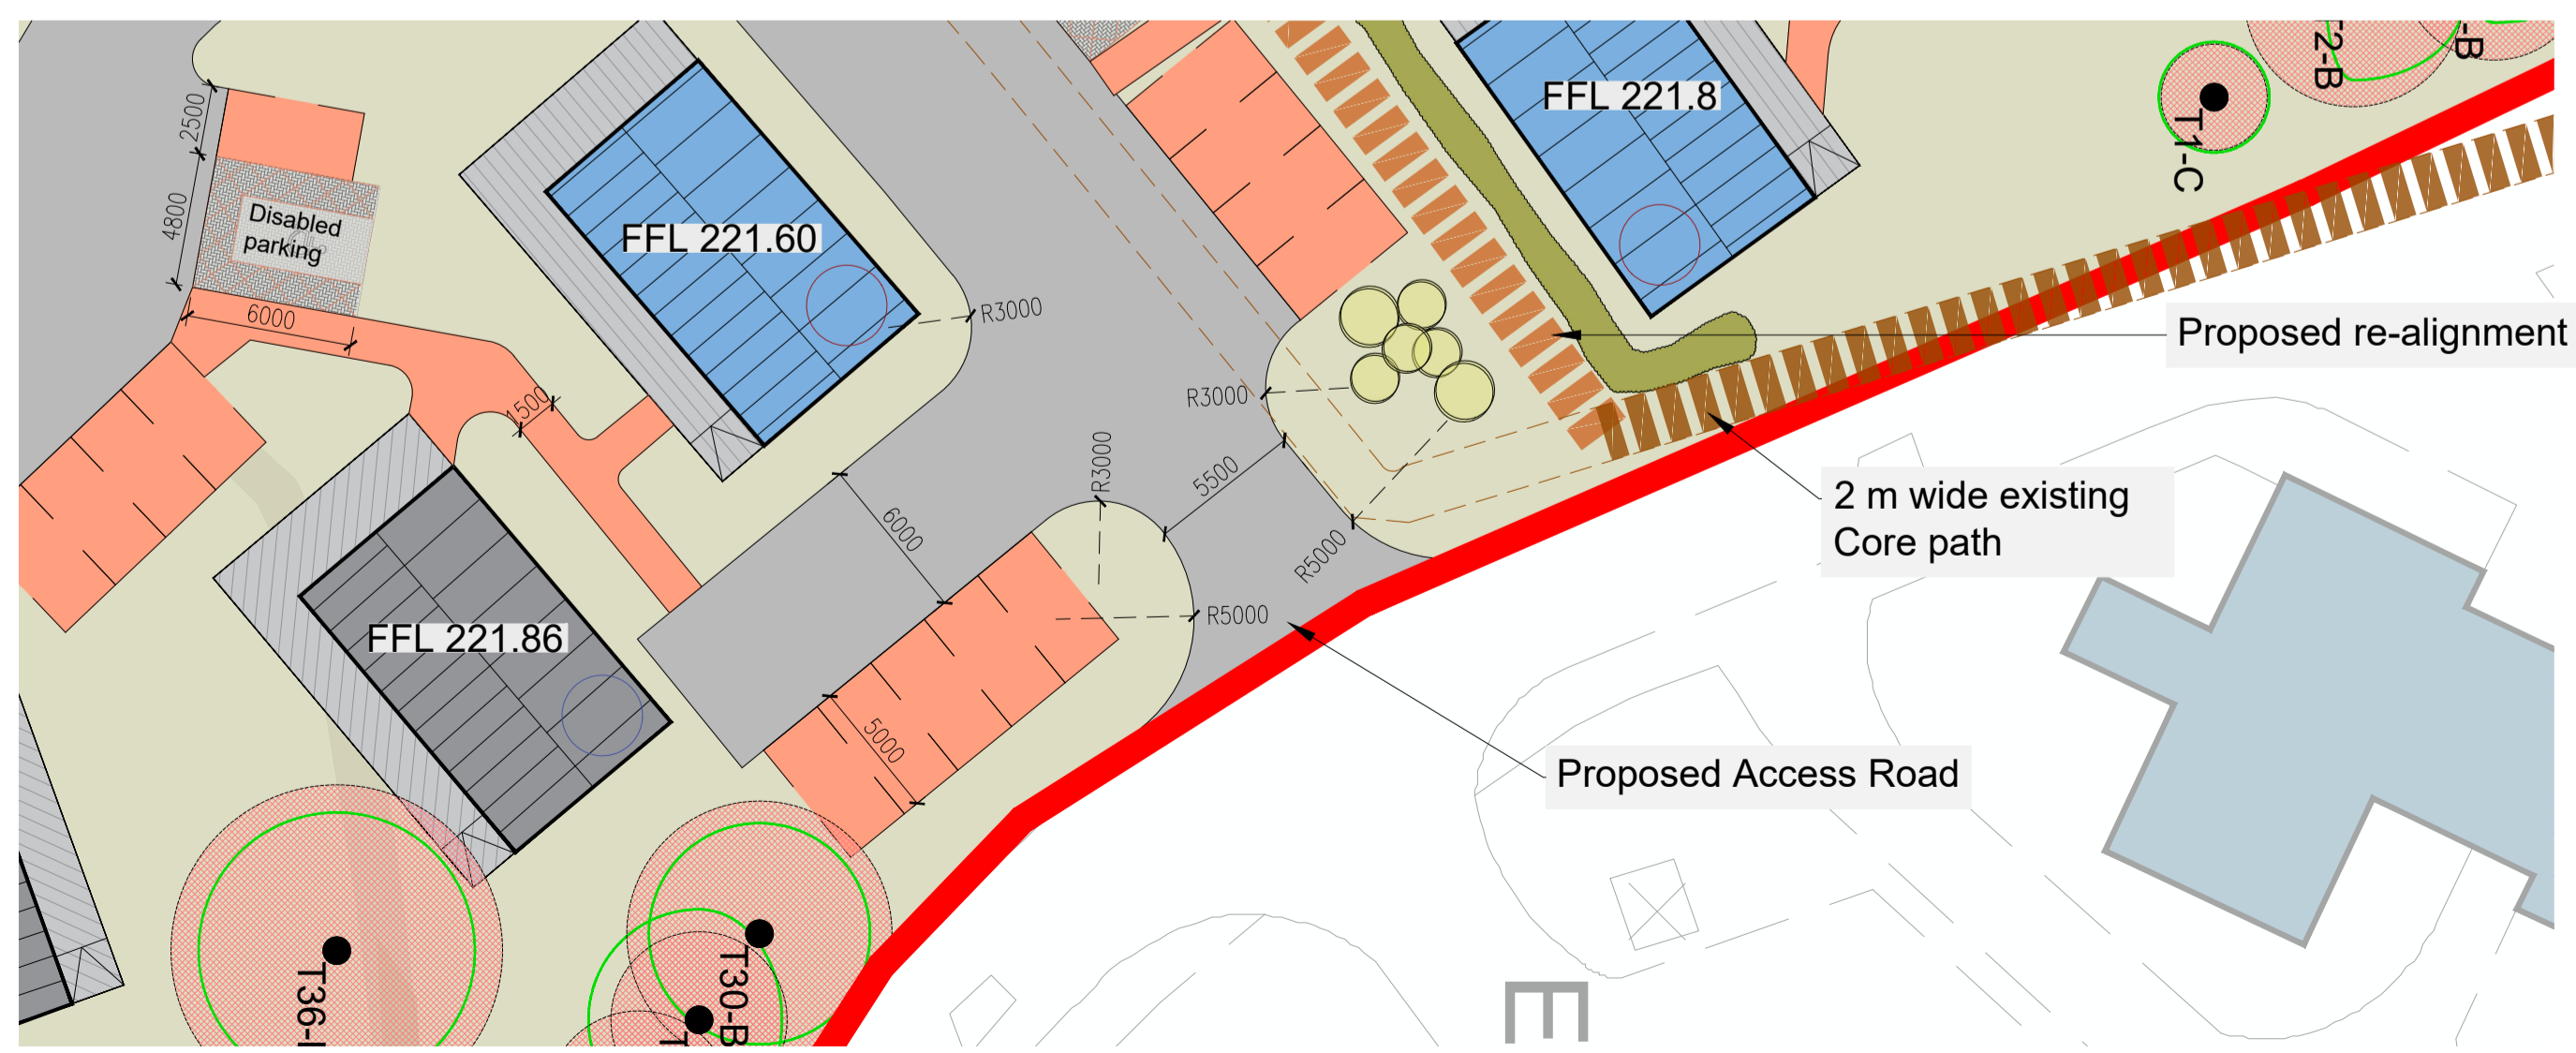 2500
4800
Disabled
parking
6000
1500
FFL 221.60
R3000
FFL 221.8
R3000
T1-C
T2-B
-B
Proposed re-alignment
2 m wide existing
Core path
5500
R3000
R5000
R5000
6000
5000
FFL 221.86
Proposed Access Road
T36-
T30-B
T
E